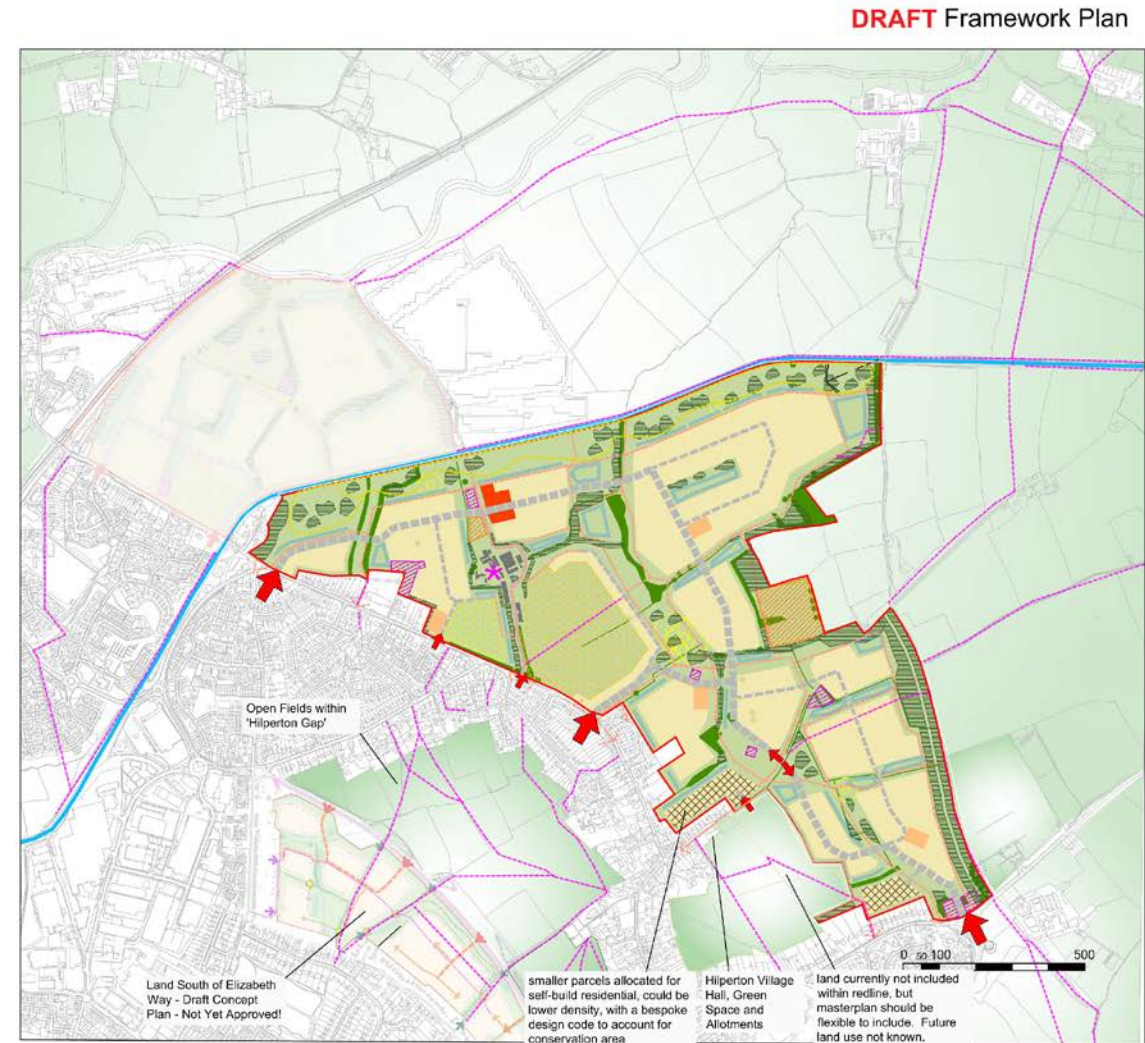 DRAFT Framework Plan
Open Fields within
'Hilperton Gap'
Land South of Elizabeth
Way - Draft Concept
Plan - Not Yet Approved!
smaller parcels allocated for
self-build residential, could be
lower density, with a bespoke
design code to account for
conservation area
Hilperton Village
Hall, Green
Space and
Allotments
land currently not included
within redline, but
masterplan should be
flexible to include. Future
land use not known.
0 50 100 500